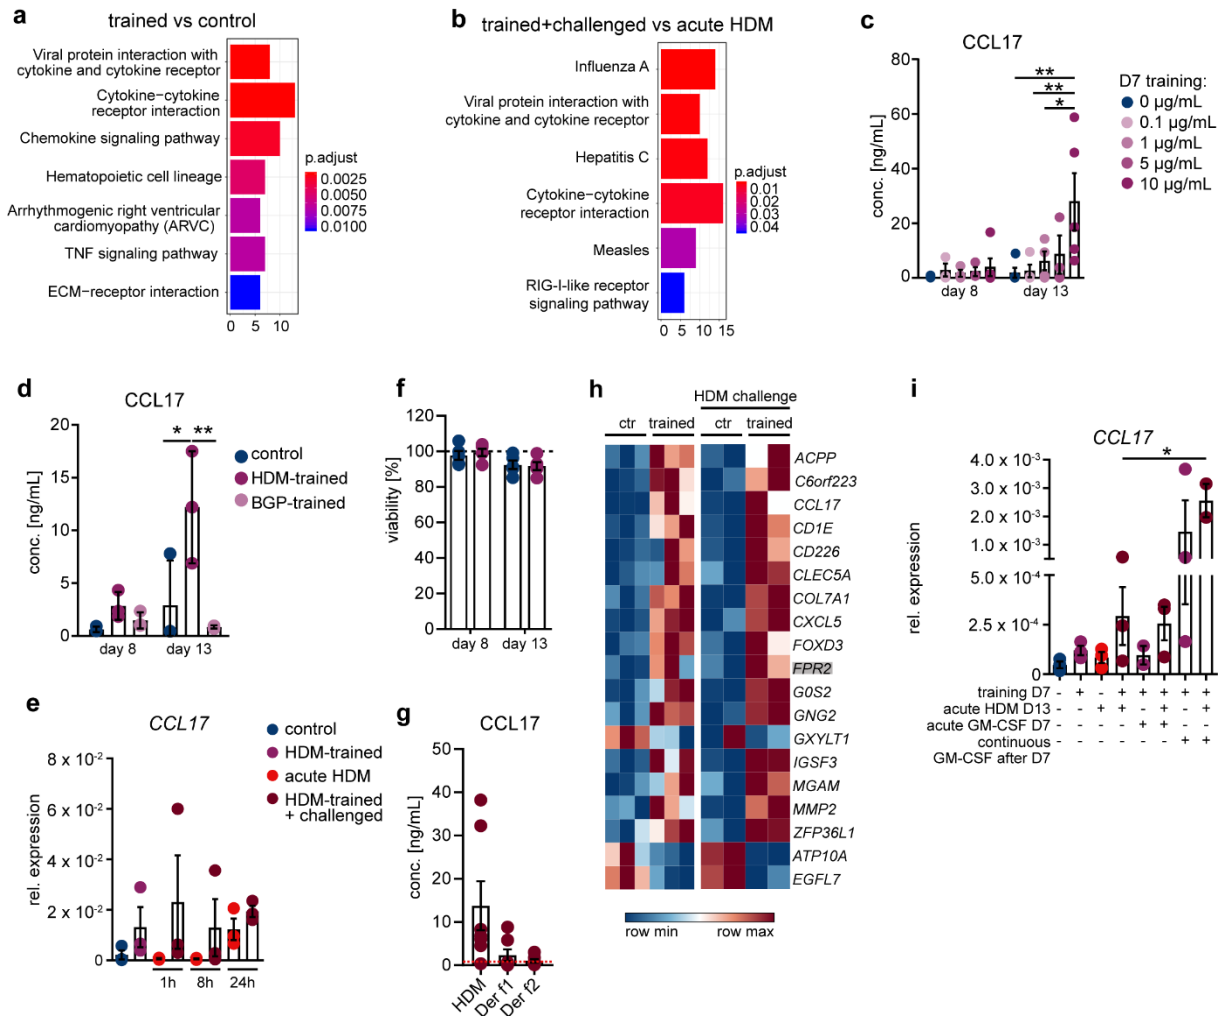 a
trained vs control
Viral protein interaction with
cytokine and cytokine receptor
Cytokine−cytokine
receptor interaction
Chemokine signaling pathway
Hematopoietic cell lineage
Arrhythmogenic right ventricular
cardiomyopathy (ARVC)
TNF signaling pathway
ECM−receptor interaction
0 5 10
p.adjust
0.0025
0.0050
0.0075
0.0100
b
trained+challenged vs acute HDM
Influenza A
Viral protein interaction with
cytokine and cytokine receptor
Hepatitis C
Cytokine−cytokine
receptor interaction
Measles
RIG-I-like receptor
signaling pathway
0 5 10 15
p.adjust
0.01
0.02
0.03
0.04
c
CCL17
conc. [ng/mL]
80
60
40
20
0
**
**
*
day 8 day 13
D7 training:
0 µg/mL
0.1 µg/mL
1 µg/mL
5 µg/mL
10 µg/mL
d
CCL17
conc. [ng/mL]
20
15
10
5
0
* **
day 8 day 13
control
HDM-trained
BGP-trained
f
viability [%]
120
100
80
60
40
20
0
day 8 day 13
e
CCL17
rel. expression
8 x 10⁻²
6 x 10⁻²
4 x 10⁻²
2 x 10⁻²
0
1h 8h 24h
control
HDM-trained
acute HDM
HDM-trained
+ challenged
g
CCL17
conc. [ng/mL]
50
40
30
20
10
0
HDM Der f1 Der f2
h
HDM challenge
ctr trained ctr trained
ACPP
C6orf223
CCL17
CD1E
CD226
CLEC5A
COL7A1
CXCL5
FOXD3
FPR2
G0S2
GNG2
GXYLT1
IGSF3
MGAM
MMP2
ZFP36L1
ATP10A
EGFL7
row min row max
i
CCL17
rel. expression
4.0 x 10⁻³
3.0 x 10⁻³
2.0 x 10⁻³
1.0 x 10⁻³
5.0 x 10⁻⁴
2.5 x 10⁻⁴
0
*
training D7 - + - + + + + +
acute HDM D13 - - + + - + - +
acute GM-CSF D7 - - - - + + - -
continuous - - - - - - + +
GM-CSF after D7